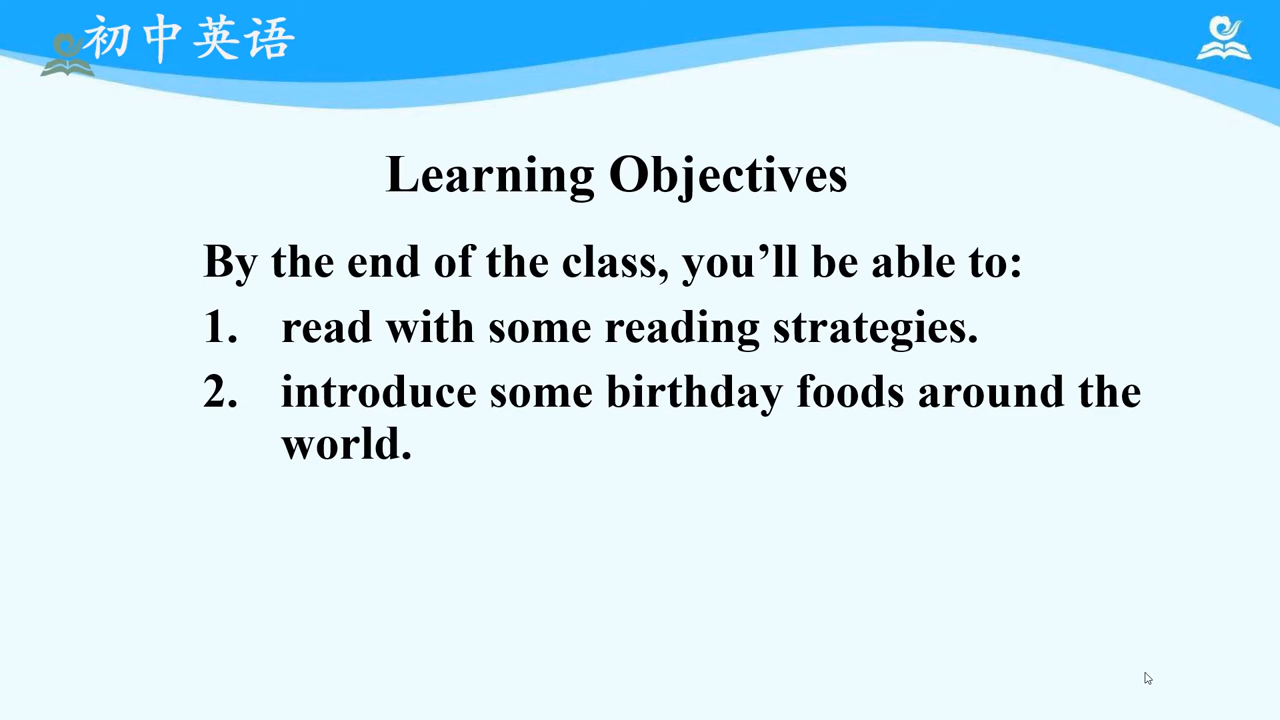 初中英语
Learning Objectives
By the end of the class, you’ll be able to:
1. read with some reading strategies.
2. introduce some birthday foods around the
world.